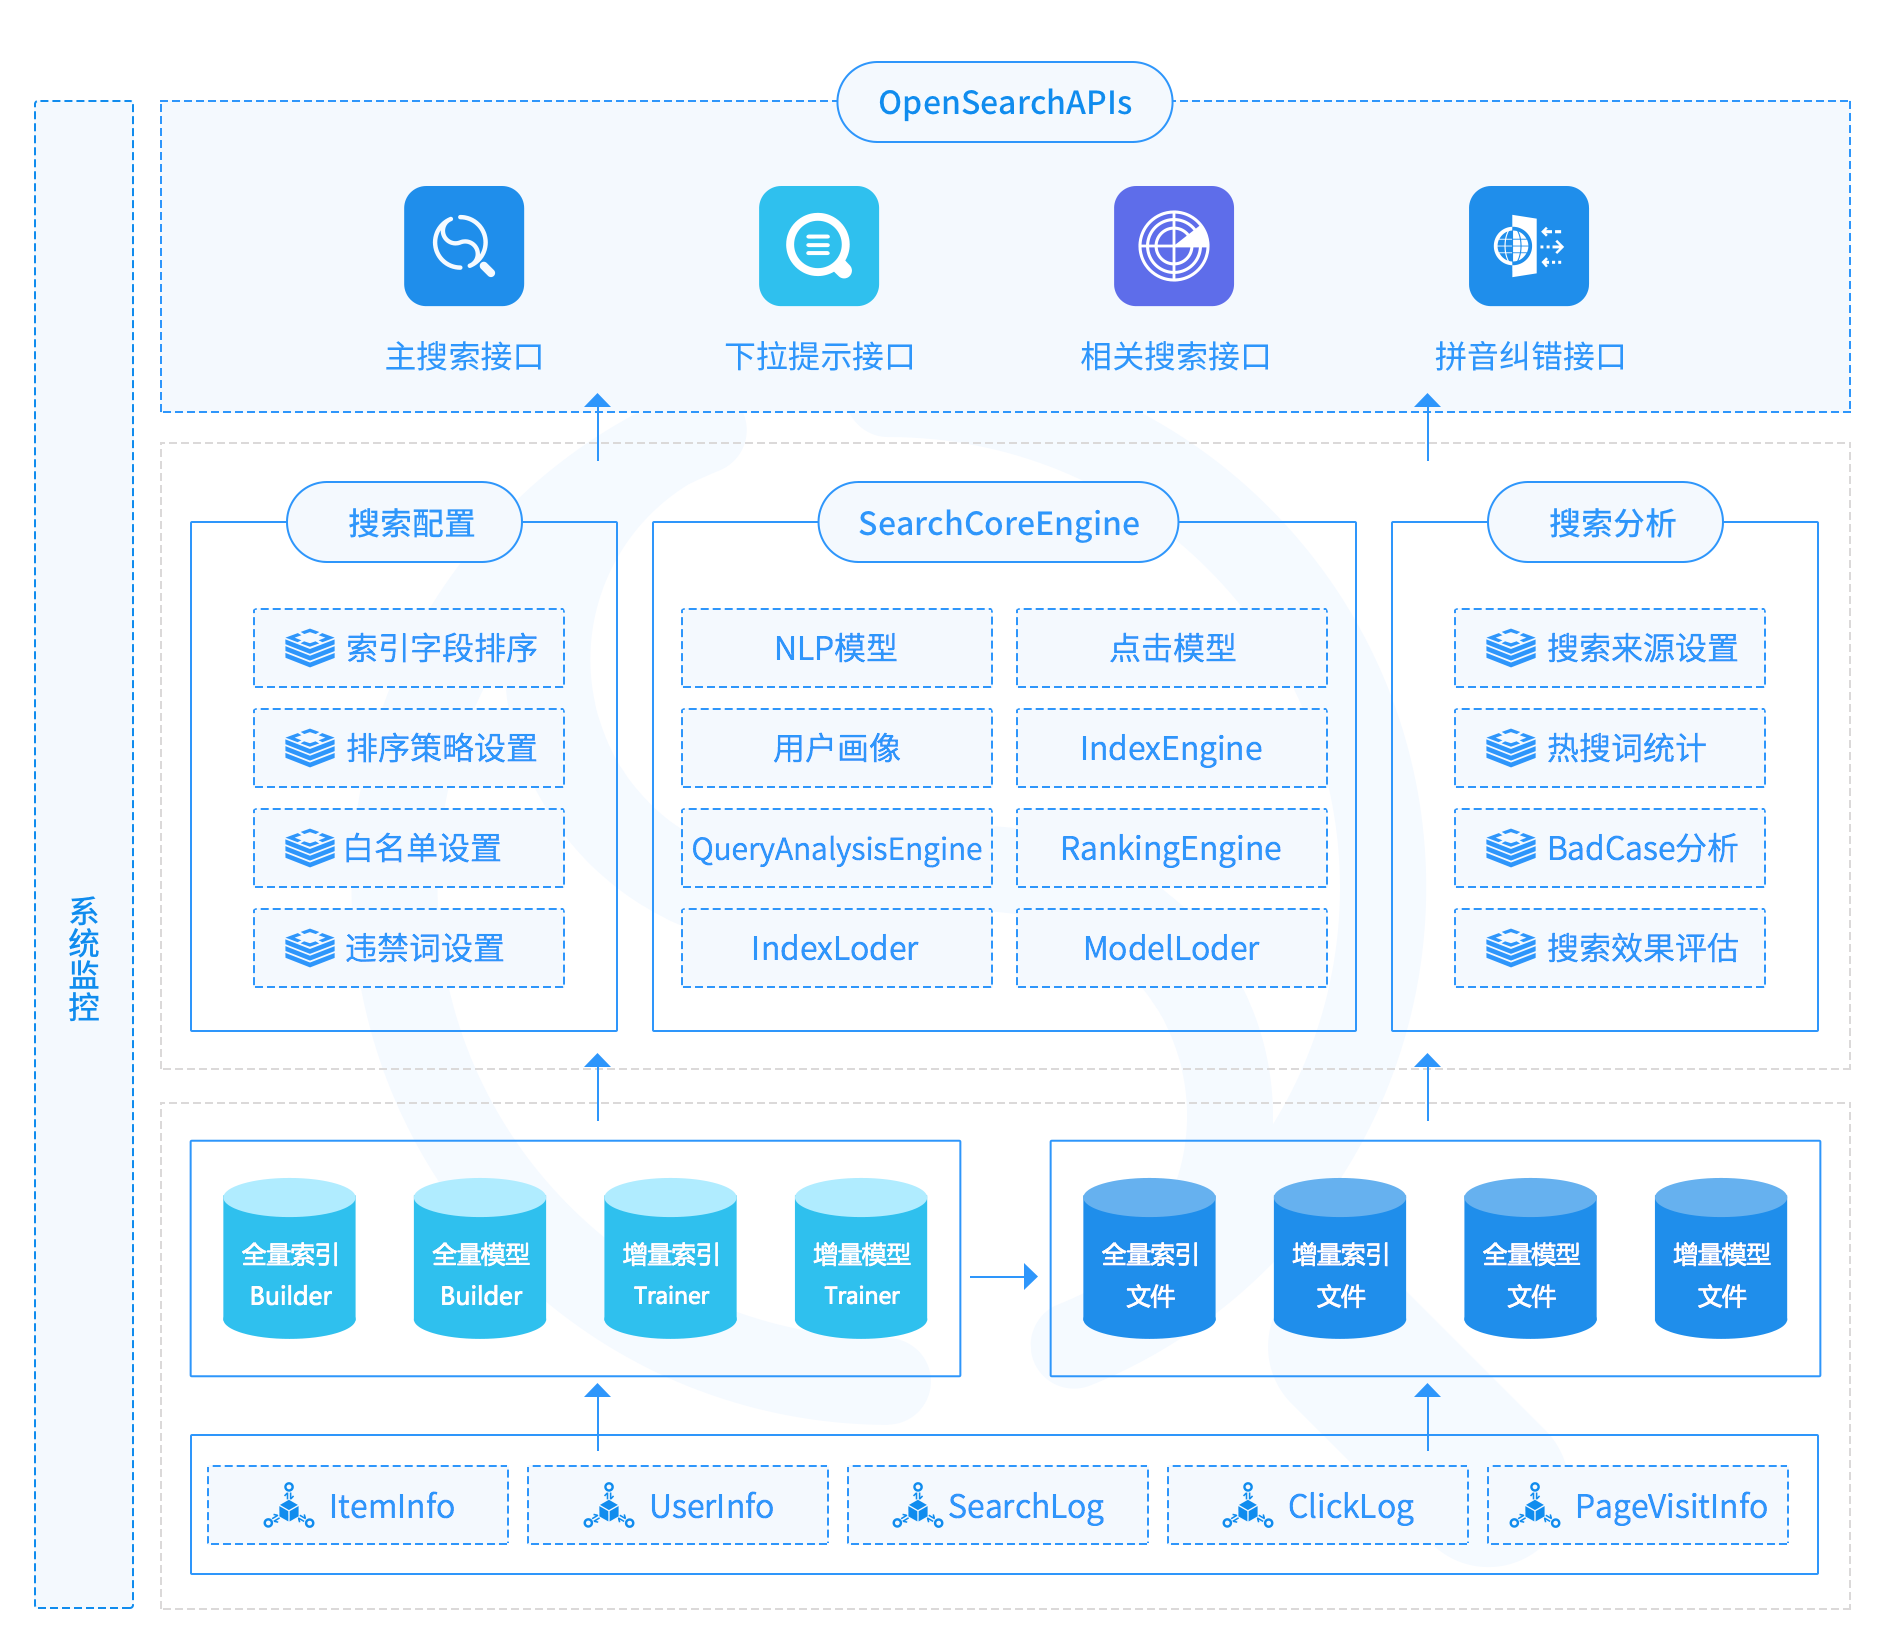 OpenSearchAPIs
主搜索接口
下拉提示接口
相关搜索接口
拼音纠错接口
系统监控
搜索配置
索引字段排序
排序策略设置
白名单设置
违禁词设置
SearchCoreEngine
NLP模型
点击模型
用户画像
IndexEngine
QueryAnalysisEngine
RankingEngine
IndexLoder
ModelLoder
搜索分析
搜索来源设置
热搜词统计
BadCase分析
搜索效果评估
全量索引
Builder
全量模型
Builder
增量索引
Trainer
增量模型
Trainer
全量索引
文件
增量索引
文件
全量模型
文件
增量模型
文件
ItemInfo
UserInfo
SearchLog
ClickLog
PageVisitInfo